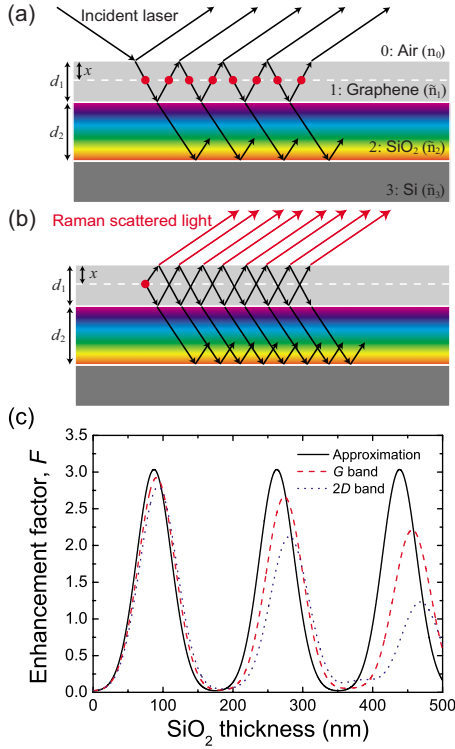 (a)
Incident laser
0: Air (n₀)
x
d₁
1: Graphene (ñ₁)
d₂
2: SiO₂ (ñ₂)
3: Si (ñ₃)
(b)
Raman scattered light
x
d₁
d₂
(c)
Enhancement factor, F
3.5
3.0
2.5
2.0
1.5
1.0
0.5
0.0
Approximation
G band
2D band
0 100 200 300 400 500
SiO₂ thickness (nm)